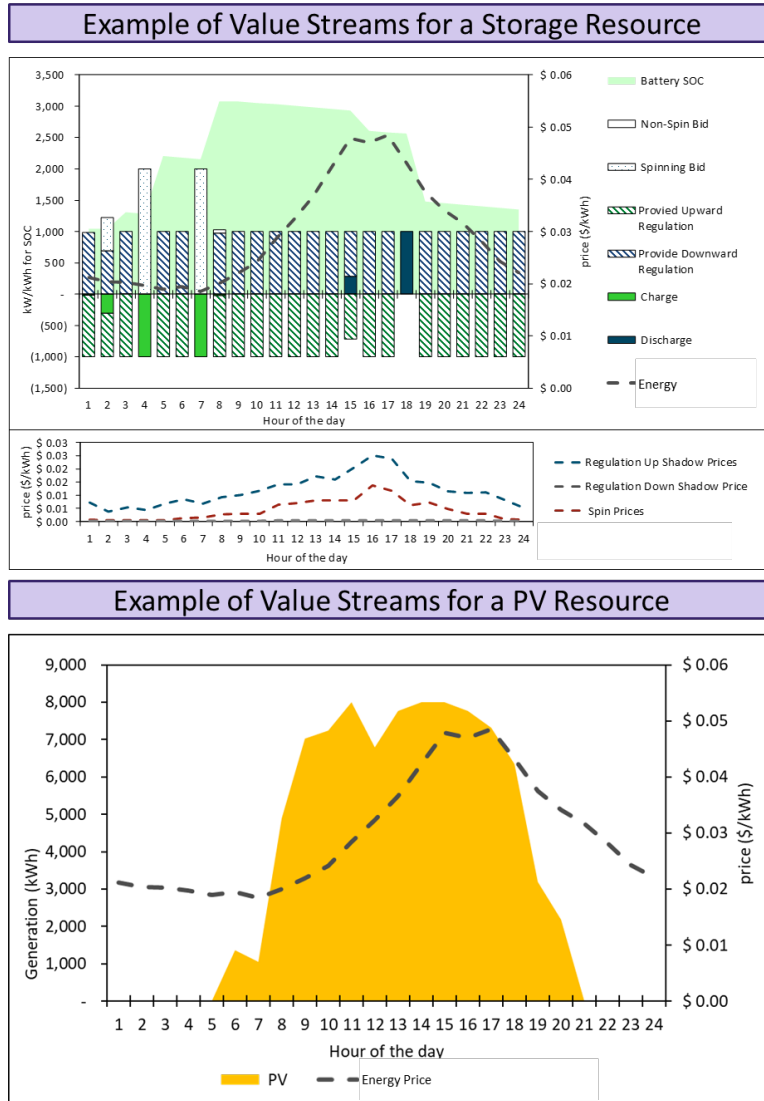 Example of Value Streams for a Storage Resource
kW/kWh for SOC
3,500
3,000
2,500
2,000
1,500
1,000
500
-
(500)
(1,000)
(1,500)
$ 0.06
$ 0.05
$ 0.04
$ 0.03
$ 0.02
$ 0.01
$ 0.00
price ($/kWh)
1 2 3 4 5 6 7 8 9 10 11 12 13 14 15 16 17 18 19 20 21 22 23 24
Hour of the day
Battery SOC
Non-Spin Bid
Spinning Bid
Provied Upward
Regulation
Provide Downward
Regulation
Charge
Discharge
Energy
price ($/kWh)
$ 0.03
$ 0.03
$ 0.02
$ 0.02
$ 0.01
$ 0.01
$ 0.00
1 2 3 4 5 6 7 8 9 10 11 12 13 14 15 16 17 18 19 20 21 22 23 24
Hour of the day
Regulation Up Shadow Prices
Regulation Down Shadow Price
Spin Prices
Example of Value Streams for a PV Resource
Generation (kWh)
9,000
8,000
7,000
6,000
5,000
4,000
3,000
2,000
1,000
-
$ 0.06
$ 0.05
$ 0.04
$ 0.03
$ 0.02
$ 0.01
$ 0.00
price ($/kWh)
1 2 3 4 5 6 7 8 9 10 11 12 13 14 15 16 17 18 19 20 21 22 23 24
Hour of the day
PV
Energy Price